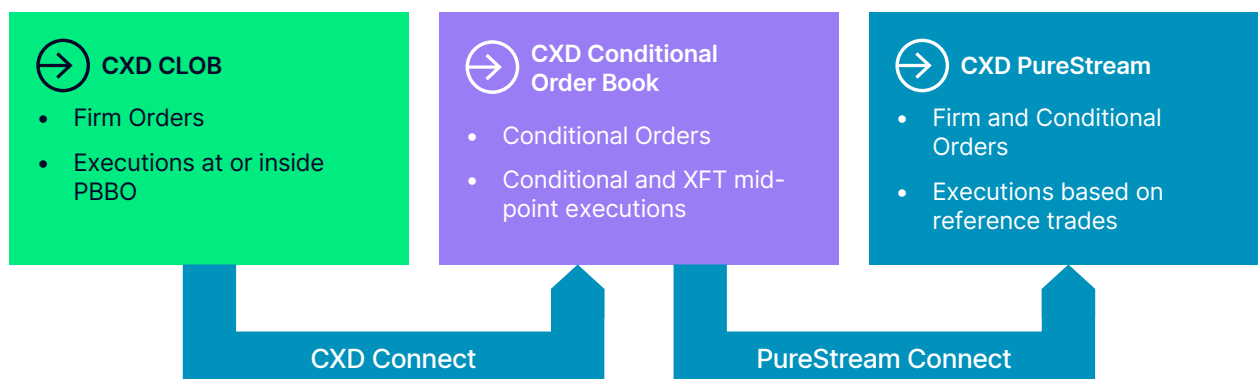 CXD CLOB
• Firm Orders
• Executions at or inside
PBBO
CXD Conditional
Order Book
• Conditional Orders
• Conditional and XFT mid-
point executions
CXD PureStream
• Firm and Conditional
Orders
• Executions based on
reference trades
CXD Connect
PureStream Connect